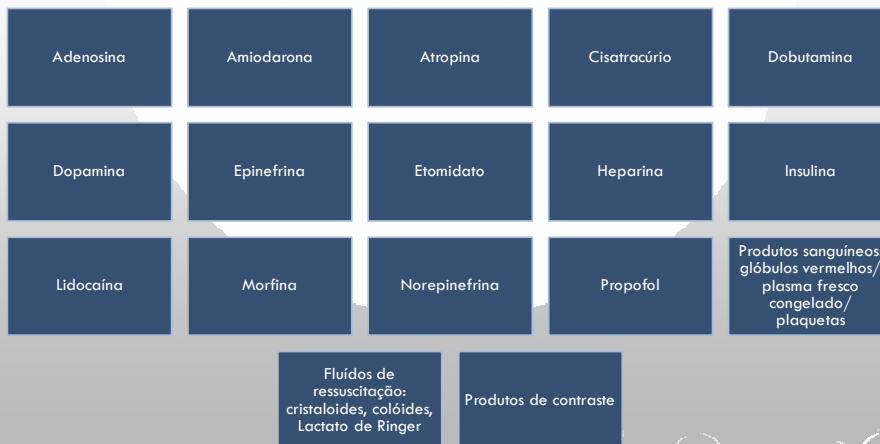 Adenosina
Amiodarona
Atropina
Cisatracúrio
Dobutamina
Dopamina
Epinefrina
Etomidato
Heparina
Insulina
Lidocaína
Morfina
Norepinefrina
Propofol
Produtos sanguíneos
glóbulos vermelhos/
plasma fresco
congelado/
plaquetas
Fluídos de
ressuscitação:
cristaloides, colóides,
Lactato de Ringer
Produtos de contraste